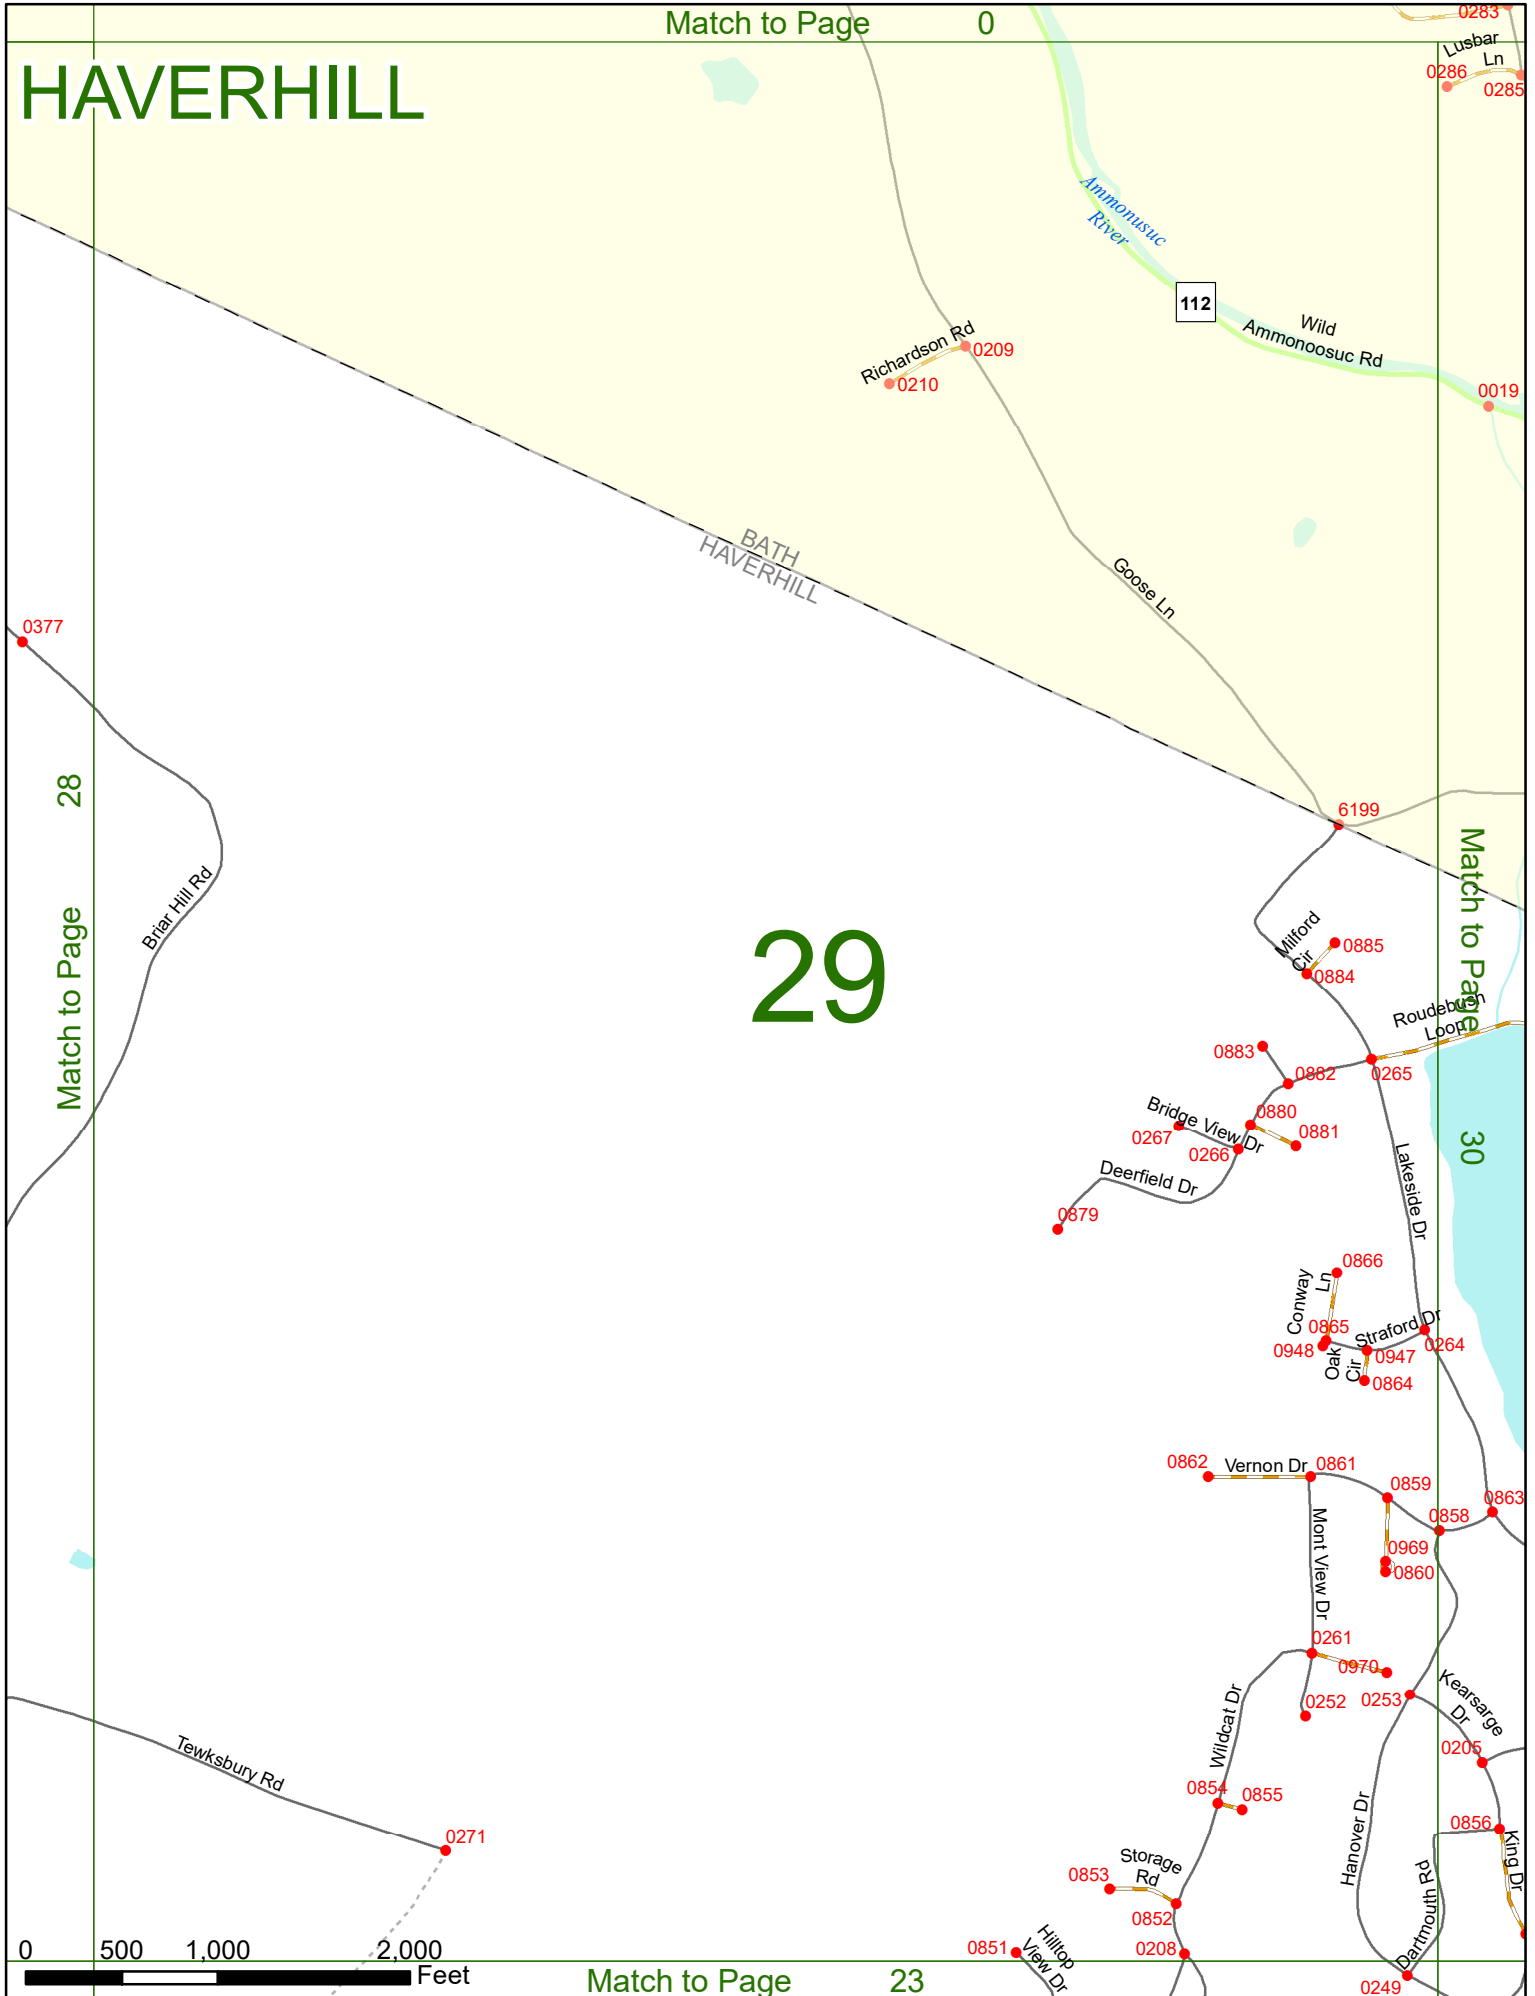 Match to Page 0
HAVERHILL
0283
Lusbar
Ln
0286
0285
Ammonusuc
River
112
Wild
Ammonoosuc Rd
Richardson Rd
0209
0210
0019
BATH
HAVERHILL
Goose Ln
0377
28
Match to Page
Briar Hill Rd
6199
29
Match to Page
30
Milford
Cir
0885
0884
Roudebush
Loop
0883
0882
0265
0880
Bridge View Dr
0267
0881
0266
Deerfield Dr
0879
Lakeside Dr
0866
Conway
Ln
0865
Straford Dr
0948
0264
Oak
Cir
0947
0864
0862
Vernon Dr
0861
0859
0863
0858
Mont View Dr
0969
0860
0261
0970
0252
0253
Kearsarge
Dr
0205
Wildcat Dr
Tewksbury Rd
0854
0855
Hanover Dr
0856
King Dr
0271
Storage
Rd
0853
Dartmouth Rd
0852
0851
Hilltop
View Dr
0208
0249
0 500 1,000 2,000
Feet
Match to Page 23